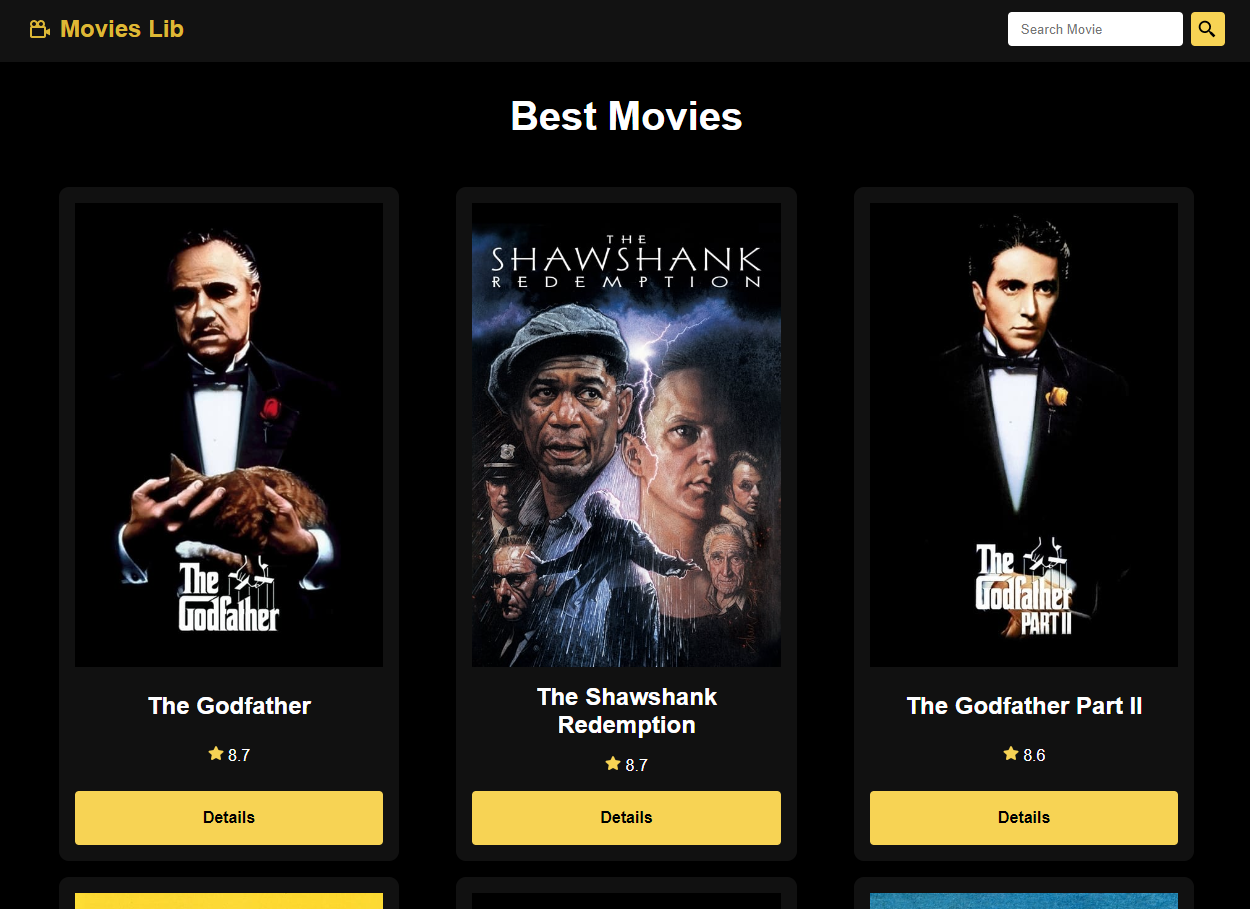 Movies Lib
Search Movie
Best Movies
The
Godfather
THE
SHAWSHANK
REDEMPTION
The
Godfather
PART II
The Godfather
8.7
Details
The Shawshank
Redemption
8.7
Details
The Godfather Part II
8.6
Details